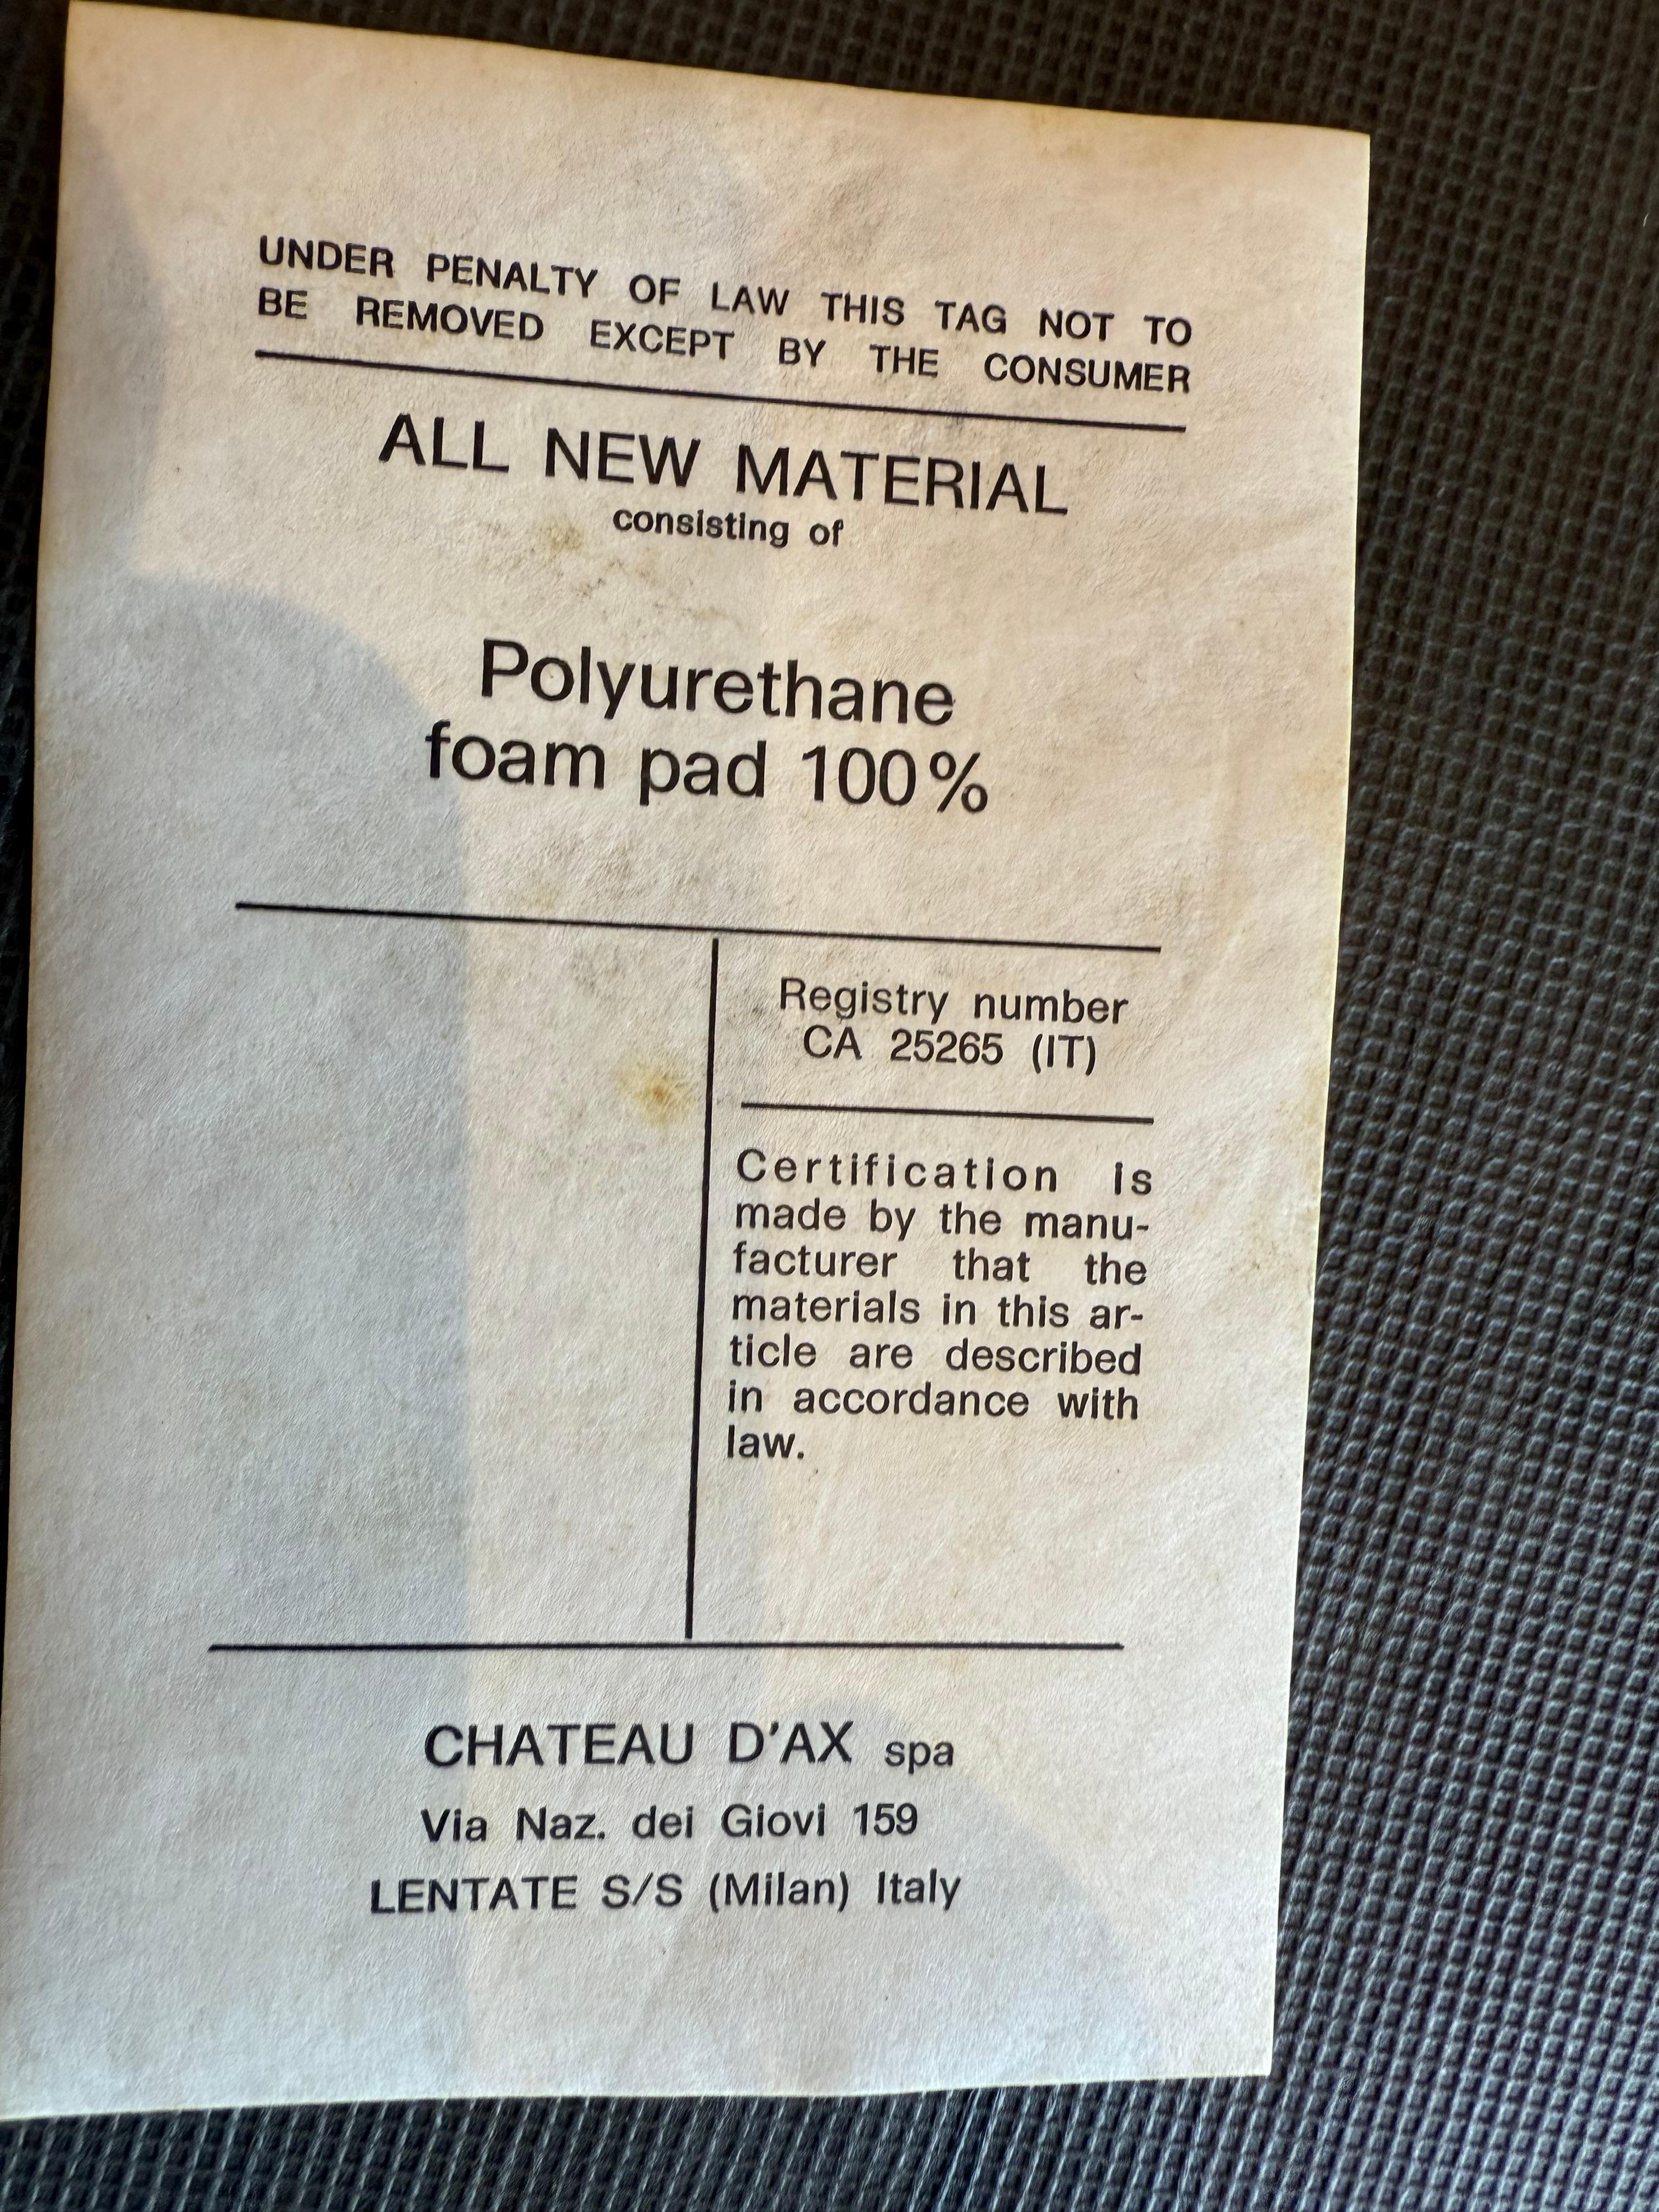 UNDER PENALTY OF LAW THIS TAG NOT TO
BE REMOVED EXCEPT BY THE CONSUMER
ALL NEW MATERIAL
consisting of
Polyurethane
foam pad 100%
Registry number
CA 25265 (IT)
Certification is
made by the manu-
facturer that the
materials in this ar-
ticle are described
in accordance with
law.
CHATEAU D'AX spa
Via Naz. dei Giovi 159
LENTATE S/S (Milan) Italy